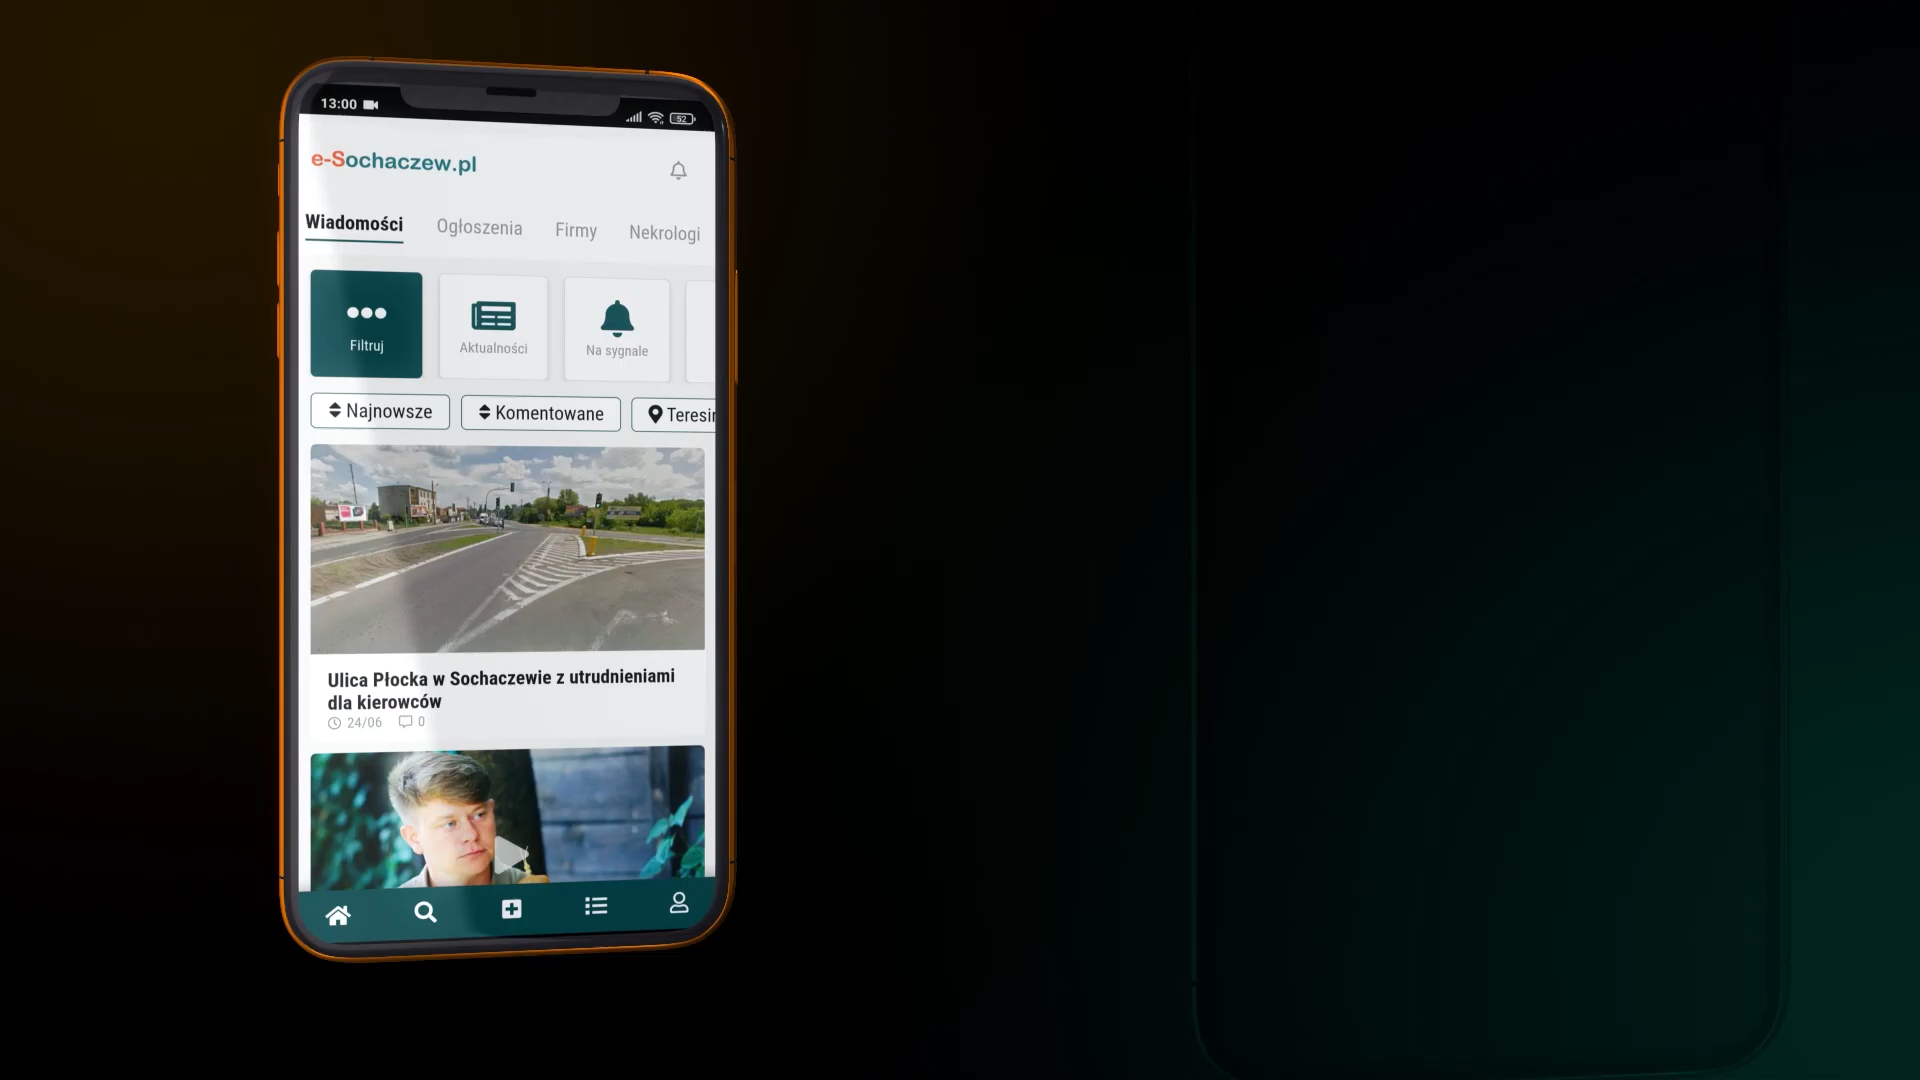 13:00
52
e-Sochaczew.pl
Wiadomości Ogłoszenia Firmy Nekrologi
Filtruj Aktualności Na sygnale
Najnowsze Komentowane Teresin
Ulica Płocka w Sochaczewie z utrudnieniami
dla kierowców
24/06 0